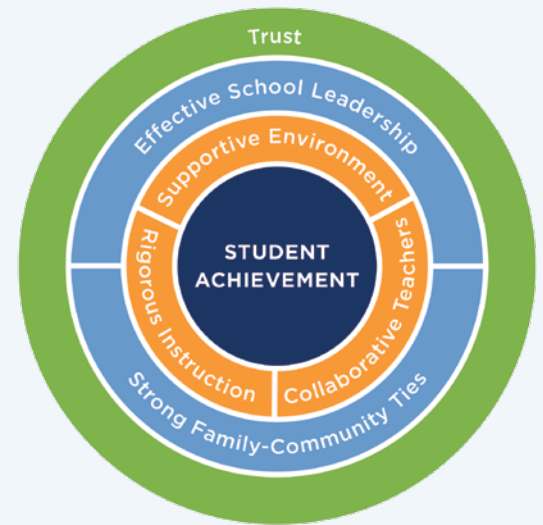 Trust
Effective School Leadership
Supportive Environment
STUDENT
ACHIEVEMENT
Rigorous Instruction
Collaborative Teachers
Strong Family-Community Ties